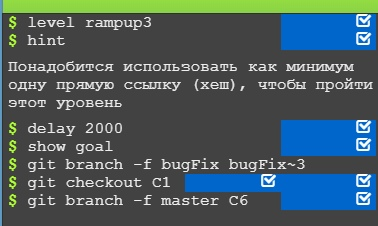 $ level rampup3
$ hint
Понадобится использовать как минимум
одну прямую ссылку (хеш), чтобы пройти
этот уровень
$ delay 2000
$ show goal
$ git branch -f bugFix bugFix~3
$ git checkout C1
$ git branch -f master C6